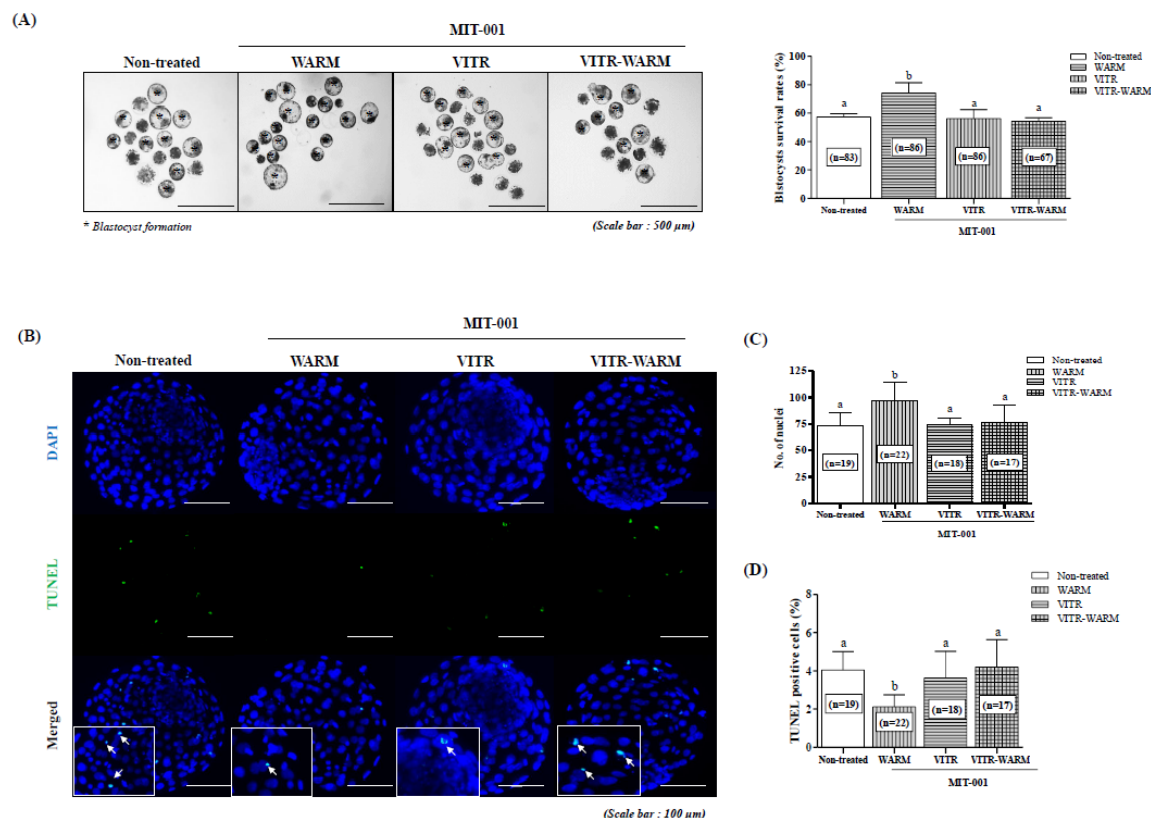 (A)
MIT-001
Non-treated WARM VITR VITR-WARM
* Blastocyst formation
(Scale bar : 500 µm)
Blstocysts survival rates (%)
100
80
60
40
20
0
a b a a
(n=83) (n=86) (n=86) (n=67)
Non-treated WARM VITR VITR-WARM
MIT-001
Non-treated
WARM
VITR
VITR-WARM
(B)
MIT-001
Non-treated WARM VITR VITR-WARM
DAPI
TUNEL
Merged
(Scale bar : 100 µm)
(C)
No. of nuclei
125
100
75
50
25
0
a b a a
(n=19) (n=22) (n=18) (n=17)
Non-treated WARM VITR VITR-WARM
MIT-001
Non-treated
WARM
VITR
VITR-WARM
(D)
TUNEL positive cells (%)
8
6
4
2
0
a b a a
(n=19) (n=22) (n=18) (n=17)
Non-treated WARM VITR VITR-WARM
MIT-001
Non-treated
WARM
VITR
VITR-WARM